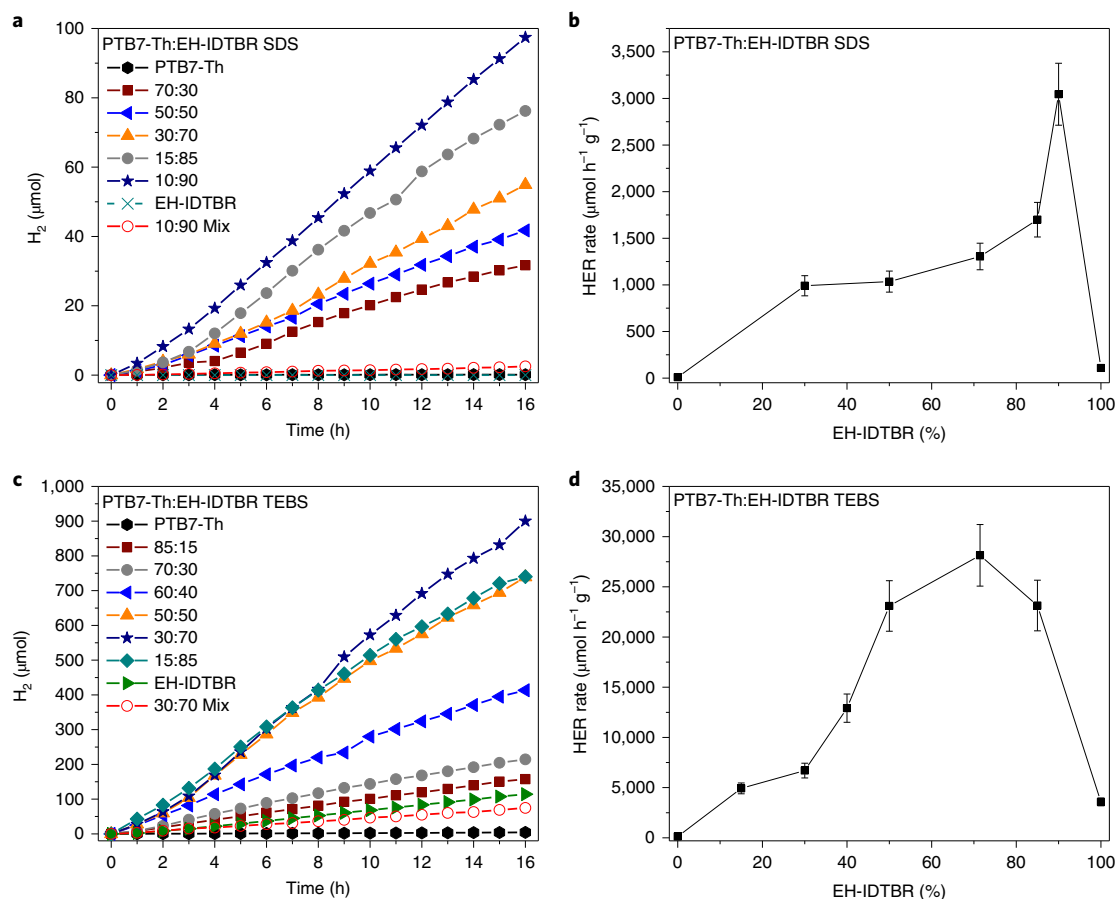 a
PTB7-Th:EH-IDTBR SDS
PTB7-Th
70:30
50:50
30:70
15:85
10:90
EH-IDTBR
10:90 Mix
H₂ (μmol)
100
80
60
40
20
0
0 2 4 6 8 10 12 14 16
Time (h)
b
PTB7-Th:EH-IDTBR SDS
HER rate (μmol h⁻¹ g⁻¹)
3,500
3,000
2,500
2,000
1,500
1,000
500
0
0 20 40 60 80 100
EH-IDTBR (%)
c
PTB7-Th:EH-IDTBR TEBS
PTB7-Th
85:15
70:30
60:40
50:50
30:70
15:85
EH-IDTBR
30:70 Mix
H₂ (μmol)
1,000
900
800
700
600
500
400
300
200
100
0
0 2 4 6 8 10 12 14 16
Time (h)
d
PTB7-Th:EH-IDTBR TEBS
HER rate (μmol h⁻¹ g⁻¹)
35,000
30,000
25,000
20,000
15,000
10,000
5,000
0
0 20 40 60 80 100
EH-IDTBR (%)